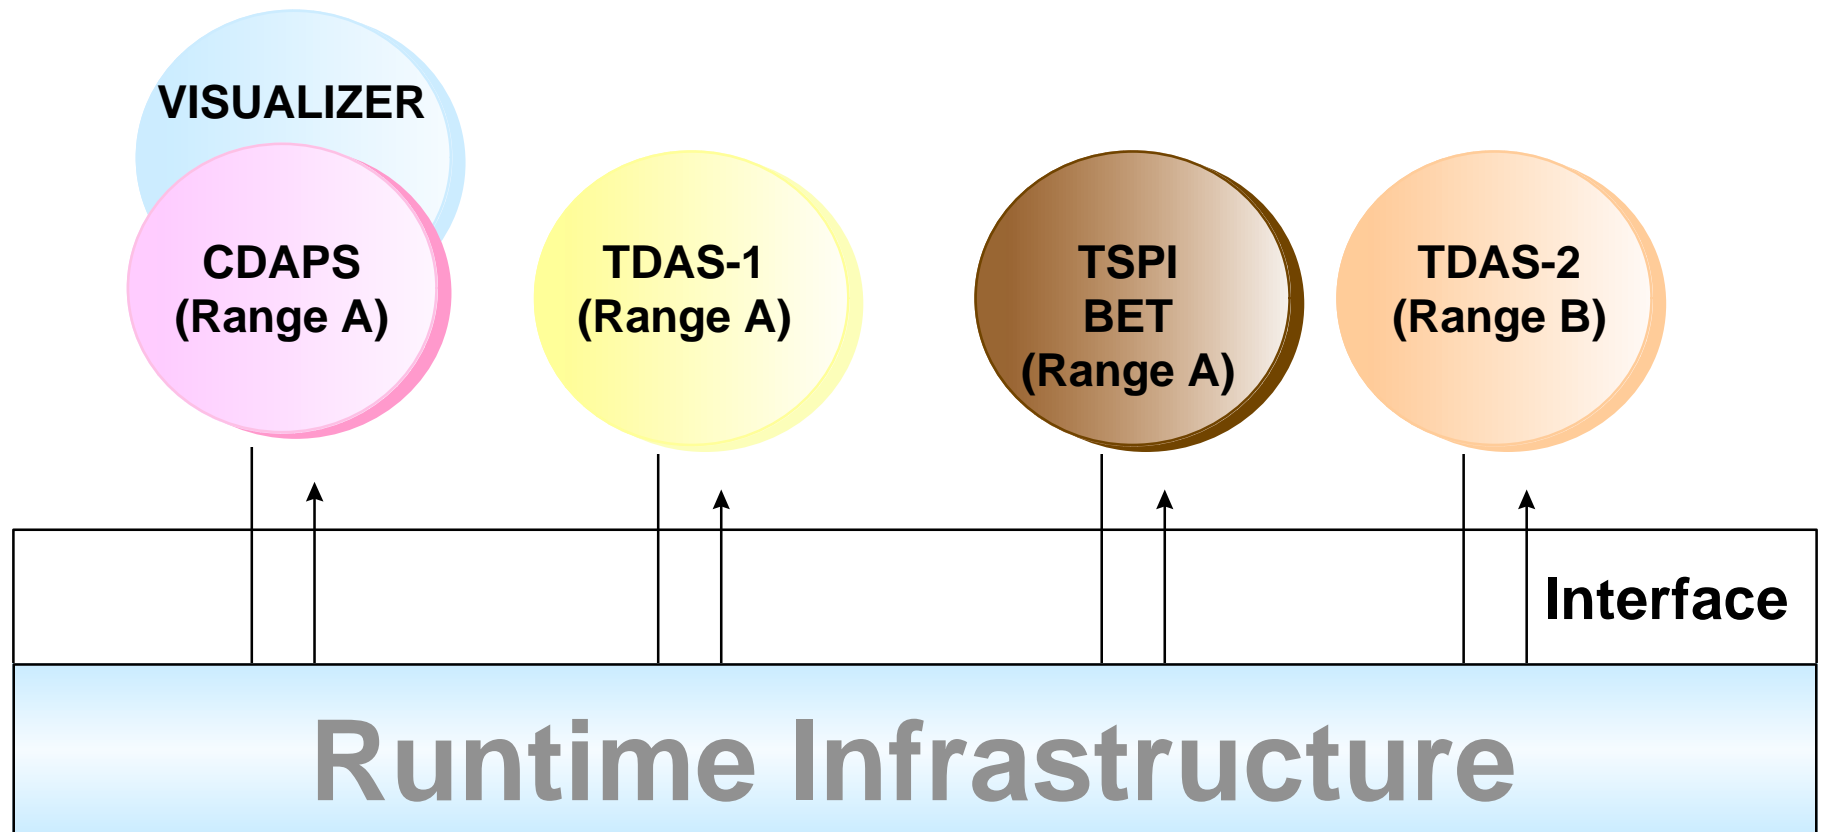 VISUALIZER
CDAPS
(Range A)
TDAS-1
(Range A)
TSPI
BET
(Range A)
TDAS-2
(Range B)
Interface
Runtime Infrastructure